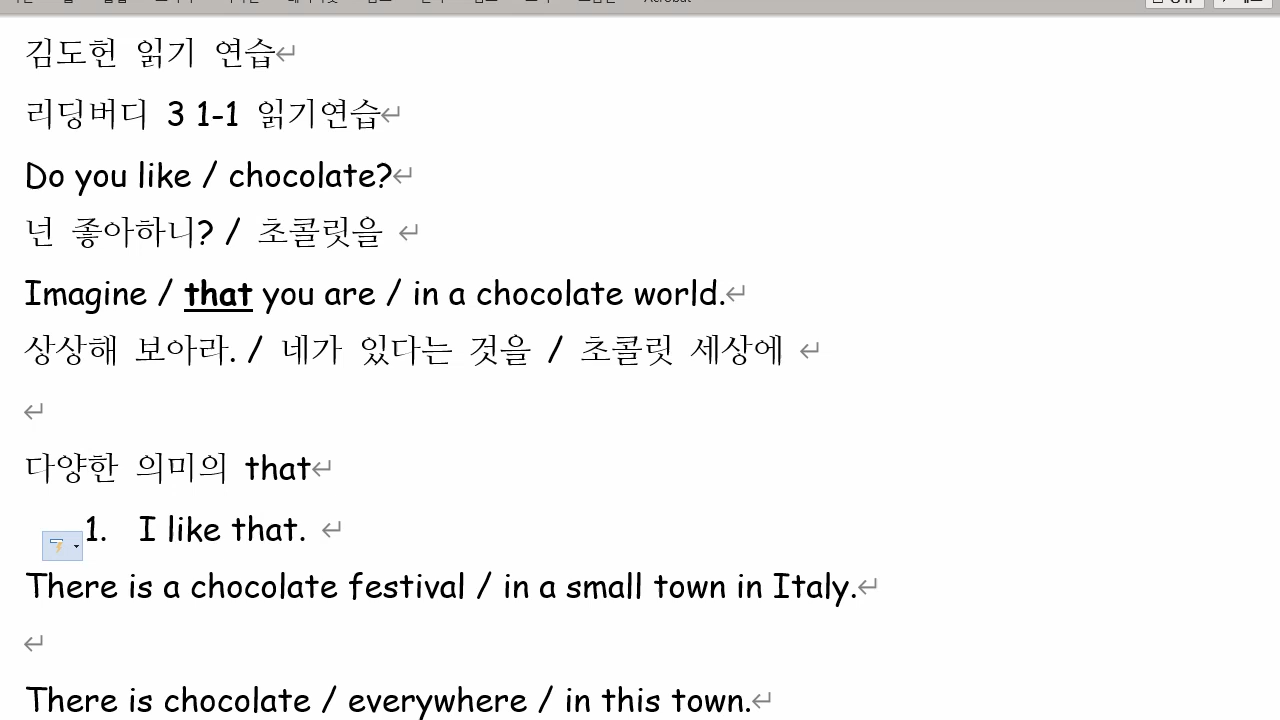 김도헌 읽기 연습
리딩버디 3 1-1 읽기연습
Do you like / chocolate?
넌 좋아하니? / 초콜릿을
Imagine / that you are / in a chocolate world.
상상해 보아라. / 네가 있다는 것을 / 초콜릿 세상에
다양한 의미의 that
1. I like that.
There is a chocolate festival / in a small town in Italy.
There is chocolate / everywhere / in this town.